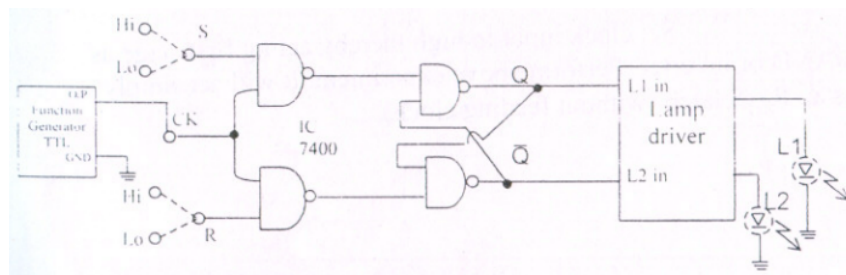 Hi
S
Lo
Q
L1 in
Function
Generator
TTL
GND
CK
IC
7400
Lamp
driver
L1
Q̅
L2 in
L2
Hi
Lo
R